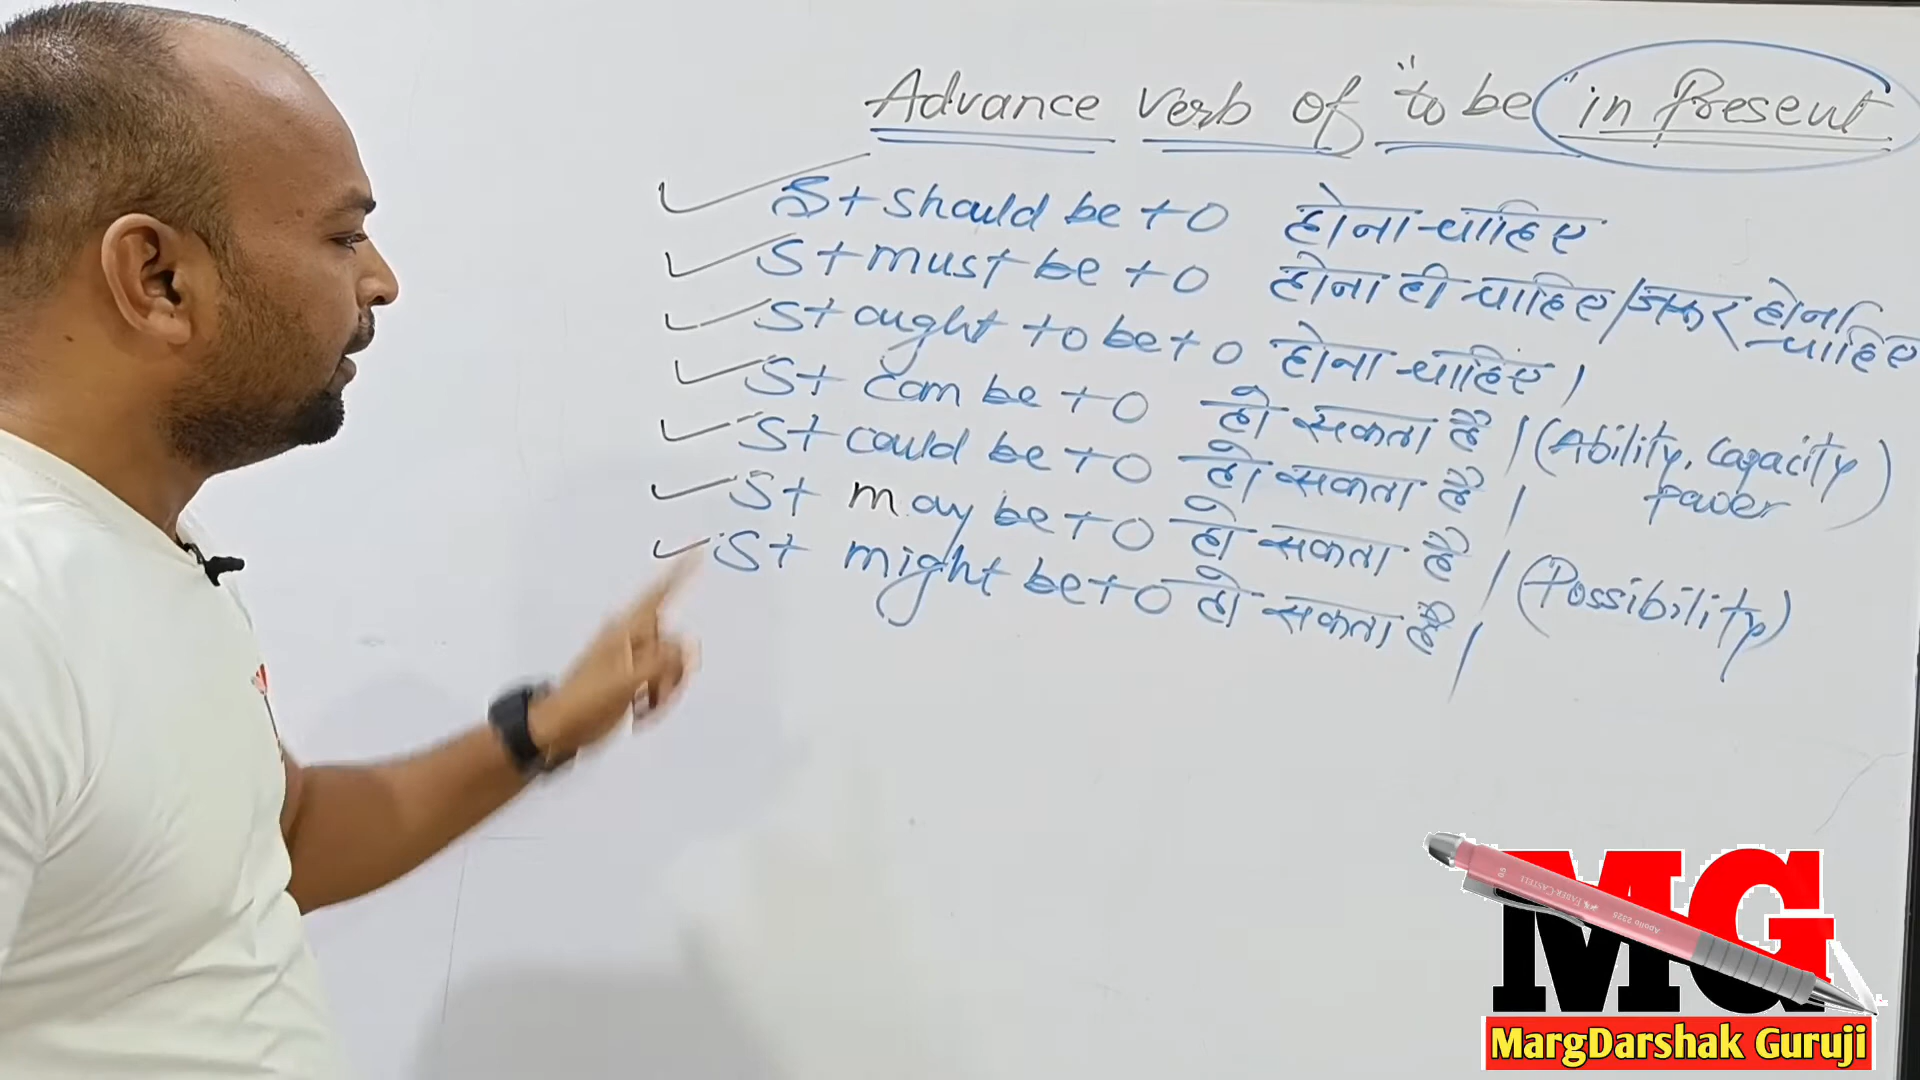 Advance Verb of "to be" in Present
S + should be + O होना चाहिए
S + must be + O होना ही चाहिए / जरूर होना चाहिए
S + ought to be + O होना चाहिए।
S + can be + O हो सकता है। (Ability, Capacity, Power)
S + could be + O हो सकता है।
S + may be + O हो सकता है। (Possibility)
S + might be + O हो सकता है।
MG
MargDarshak Guruji